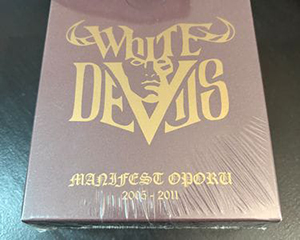 WHITE
DEVILS
MANIFEST OPORU
2005 - 2011